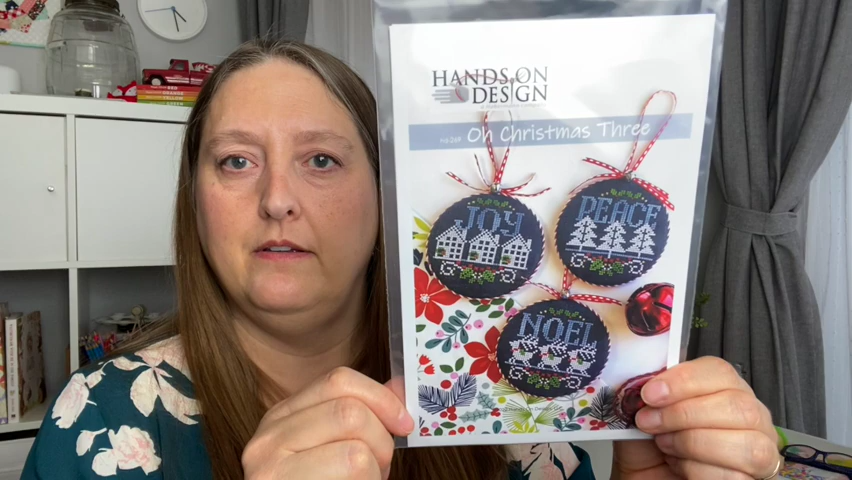 HANDS ON
DESIGN
Oh Christmas Three
JOY
PEACE
NOEL